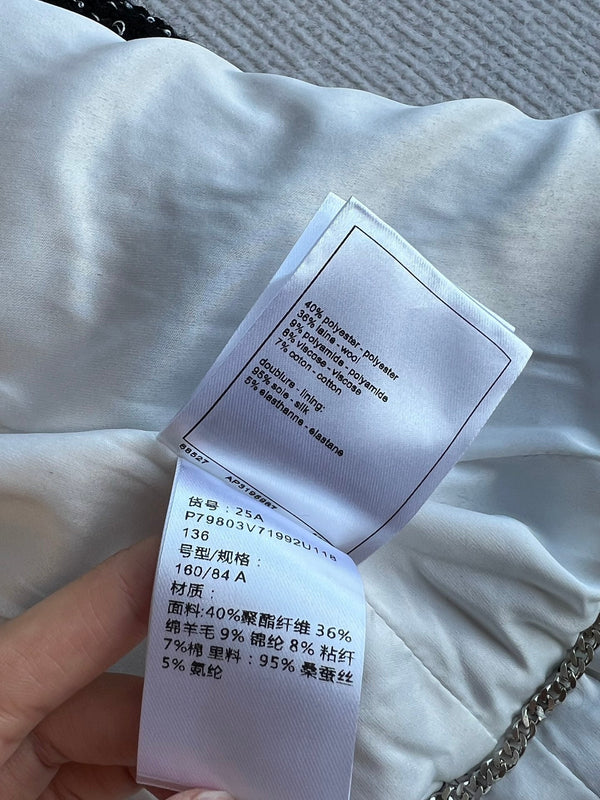 40% polyester - polyester
36% laine - wool
9% polyamide - polyamide
8% viscose - viscose
7% coton - cotton
doublure - lining:
95% soie - silk
5% elasthanne - elastane
货号：25A
P79803V71992U118
136
号型/规格：
160/84 A
材质：
面料:40%聚酯纤维 36%
绵羊毛 9% 锦纶 8% 粘纤
7%棉 里料：95% 桑蚕丝
5% 氨纶